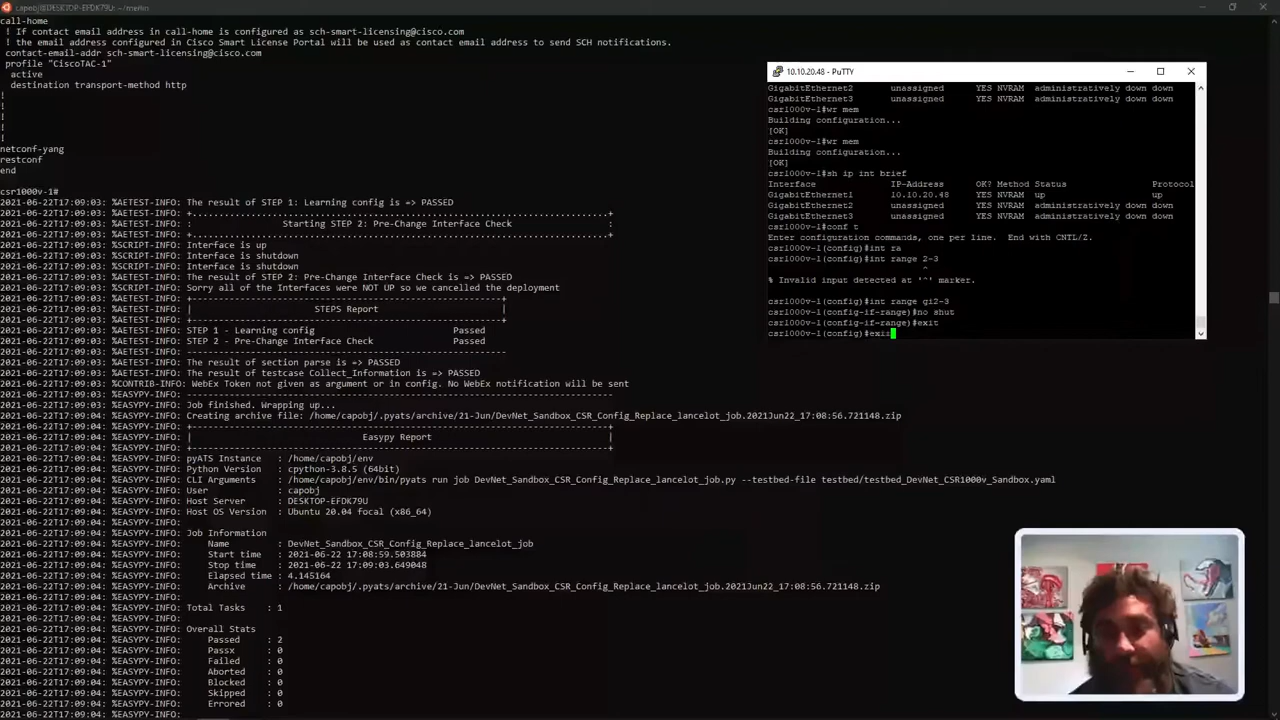 capobj@DESKTOP-EFDK79U: ~/merlin
call-home
! If contact email address in call-home is configured as sch-smart-licensing@cisco.com
! the email address configured in Cisco Smart License Portal will be used as contact email address to send SCH notifications.
contact-email-addr sch-smart-licensing@cisco.com
profile "CiscoTAC-1"
active
destination transport-method http
!
!
!
!
!
netconf-yang
restconf
end
csr1000v-1#
2021-06-22T17:09:03: %AETEST-INFO: The result of STEP 1: Learning config is => PASSED
2021-06-22T17:09:03: %AETEST-INFO: +..............................................................................+
2021-06-22T17:09:03: %AETEST-INFO: : Starting STEP 2: Pre-Change Interface Check :
2021-06-22T17:09:03: %AETEST-INFO: +..............................................................................+
2021-06-22T17:09:03: %SCRIPT-INFO: Interface is up
2021-06-22T17:09:03: %SCRIPT-INFO: Interface is shutdown
2021-06-22T17:09:03: %SCRIPT-INFO: Interface is shutdown
2021-06-22T17:09:03: %AETEST-INFO: The result of STEP 2: Pre-Change Interface Check is => PASSED
2021-06-22T17:09:03: %SCRIPT-INFO: Sorry all of the Interfaces were NOT UP so we cancelled the deployment
2021-06-22T17:09:03: %AETEST-INFO: +----------------------------------------------------------+
2021-06-22T17:09:03: %AETEST-INFO: | STEPS Report |
2021-06-22T17:09:03: %AETEST-INFO: +----------------------------------------------------------+
2021-06-22T17:09:03: %AETEST-INFO: STEP 1 - Learning config Passed
2021-06-22T17:09:03: %AETEST-INFO: STEP 2 - Pre-Change Interface Check Passed
2021-06-22T17:09:03: %AETEST-INFO: ------------------------------------------------------------
2021-06-22T17:09:03: %AETEST-INFO: The result of section parse is => PASSED
2021-06-22T17:09:03: %AETEST-INFO: The result of testcase Collect_Information is => PASSED
2021-06-22T17:09:03: %CONTRIB-INFO: WebEx Token not given as argument or in config. No WebEx notification will be sent
2021-06-22T17:09:03: %EASYPY-INFO: --------------------------------------------------------------------------------
2021-06-22T17:09:03: %EASYPY-INFO: Job finished. Wrapping up...
2021-06-22T17:09:04: %EASYPY-INFO: Creating archive file: /home/capobj/.pyats/archive/21-Jun/DevNet_Sandbox_CSR_Config_Replace_lancelot_job.2021Jun22_17:08:56.721148.zip
2021-06-22T17:09:04: %EASYPY-INFO: +------------------------------------------------------------------------------+
2021-06-22T17:09:04: %EASYPY-INFO: | Easypy Report |
2021-06-22T17:09:04: %EASYPY-INFO: +------------------------------------------------------------------------------+
2021-06-22T17:09:04: %EASYPY-INFO: pyATS Instance : /home/capobj/env
2021-06-22T17:09:04: %EASYPY-INFO: Python Version : cpython-3.8.5 (64bit)
2021-06-22T17:09:04: %EASYPY-INFO: CLI Arguments : /home/capobj/env/bin/pyats run job DevNet_Sandbox_CSR_Config_Replace_lancelot_job.py --testbed-file testbed/testbed_DevNet_CSR1000v_Sandbox.yaml
2021-06-22T17:09:04: %EASYPY-INFO: User : capobj
2021-06-22T17:09:04: %EASYPY-INFO: Host Server : DESKTOP-EFDK79U
2021-06-22T17:09:04: %EASYPY-INFO: Host OS Version : Ubuntu 20.04 focal (x86_64)
2021-06-22T17:09:04: %EASYPY-INFO:
2021-06-22T17:09:04: %EASYPY-INFO: Job Information
2021-06-22T17:09:04: %EASYPY-INFO: Name : DevNet_Sandbox_CSR_Config_Replace_lancelot_job
2021-06-22T17:09:04: %EASYPY-INFO: Start time : 2021-06-22 17:08:59.503884
2021-06-22T17:09:04: %EASYPY-INFO: Stop time : 2021-06-22 17:09:03.649048
2021-06-22T17:09:04: %EASYPY-INFO: Elapsed time : 4.145164
2021-06-22T17:09:04: %EASYPY-INFO: Archive : /home/capobj/.pyats/archive/21-Jun/DevNet_Sandbox_CSR_Config_Replace_lancelot_job.2021Jun22_17:08:56.721148.zip
2021-06-22T17:09:04: %EASYPY-INFO:
2021-06-22T17:09:04: %EASYPY-INFO: Total Tasks : 1
2021-06-22T17:09:04: %EASYPY-INFO:
2021-06-22T17:09:04: %EASYPY-INFO: Overall Stats
2021-06-22T17:09:04: %EASYPY-INFO: Passed : 2
2021-06-22T17:09:04: %EASYPY-INFO: Passx : 0
2021-06-22T17:09:04: %EASYPY-INFO: Failed : 0
2021-06-22T17:09:04: %EASYPY-INFO: Aborted : 0
2021-06-22T17:09:04: %EASYPY-INFO: Blocked : 0
2021-06-22T17:09:04: %EASYPY-INFO: Skipped : 0
2021-06-22T17:09:04: %EASYPY-INFO: Errored : 0
2021-06-22T17:09:04: %EASYPY-INFO:
10.10.20.48 - PuTTY
GigabitEthernet2 unassigned YES NVRAM administratively down down
GigabitEthernet3 unassigned YES NVRAM administratively down down
csr1000v-1#wr mem
Building configuration...
[OK]
csr1000v-1#wr mem
Building configuration...
[OK]
csr1000v-1#sh ip int brief
Interface IP-Address OK? Method Status Protocol
GigabitEthernet1 10.10.20.48 YES NVRAM up up
GigabitEthernet2 unassigned YES NVRAM administratively down down
GigabitEthernet3 unassigned YES NVRAM administratively down down
csr1000v-1#conf t
Enter configuration commands, one per line. End with CNTL/Z.
csr1000v-1(config)#int ra
csr1000v-1(config)#int range 2-3
^
% Invalid input detected at '^' marker.
csr1000v-1(config)#int range gi2-3
csr1000v-1(config-if-range)#no shut
csr1000v-1(config-if-range)#exit
csr1000v-1(config)#exit